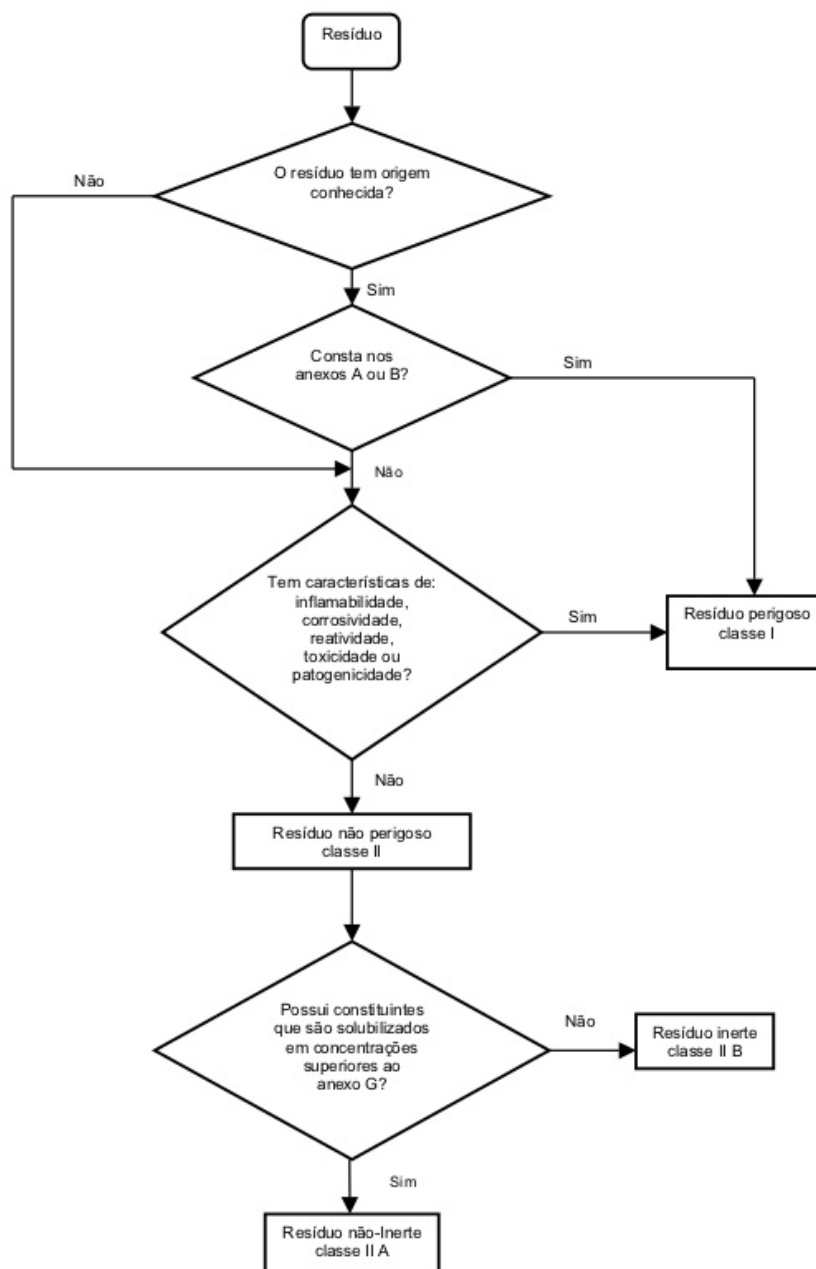 Resíduo
O resíduo tem origem
conhecida?
Não
Sim
Consta nos
anexos A ou B?
Sim
Não
Tem características de:
inflamabilidade,
corrosividade,
reatividade,
toxicidade ou
patogenicidade?
Sim
Resíduo perigoso
classe I
Não
Resíduo não perigoso
classe II
Possui constituintes
que são solubilizados
em concentrações
superiores ao
anexo G?
Não
Resíduo inerte
classe II B
Sim
Resíduo não-Inerte
classe II A